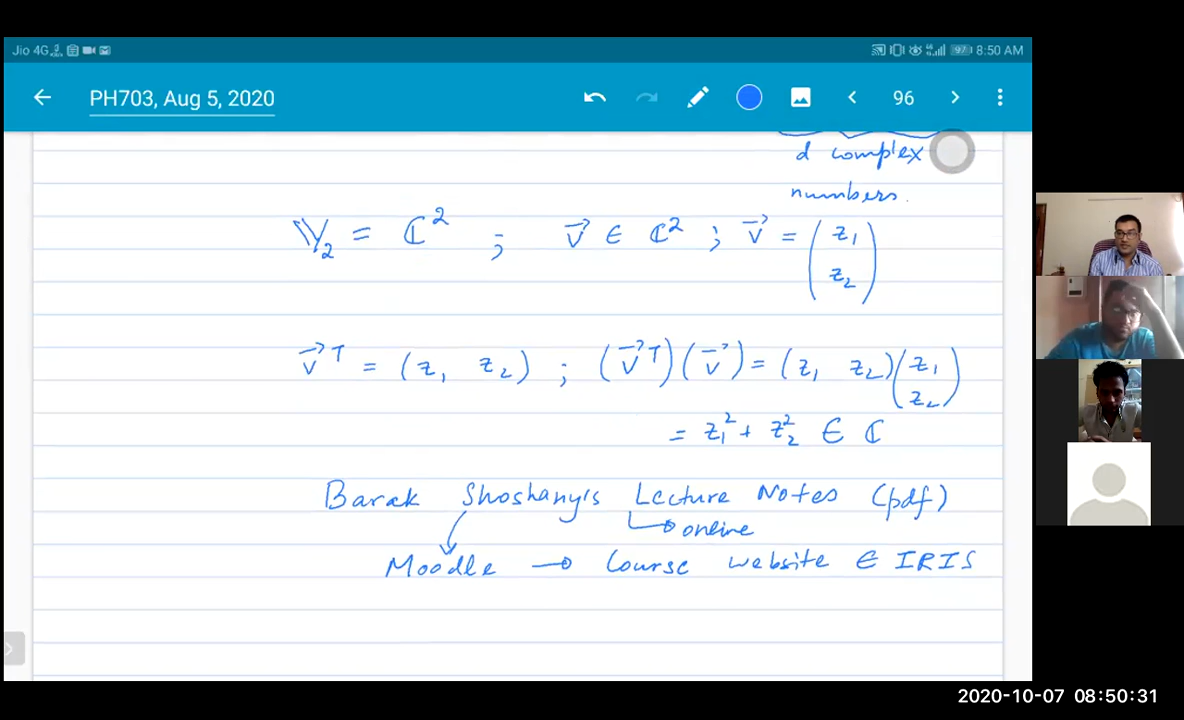 Jio 4G 97 8:50 AM
PH703, Aug 5, 2020 96
d complex
numbers.
𝕍₂ = ℂ² ; v⃗ ∈ ℂ² ; v⃗ = (z₁
z₂)
v⃗ᵀ = (z₁ z₂) ; (v⃗ᵀ)(v⃗) = (z₁ z₂)(z₁
z₂)
= z₁² + z₂² ∈ ℂ
Barak Shoshany's Lecture Notes (pdf)
↳ online
Moodle → Course website ∈ IRIS
2020-10-07 08:50:31